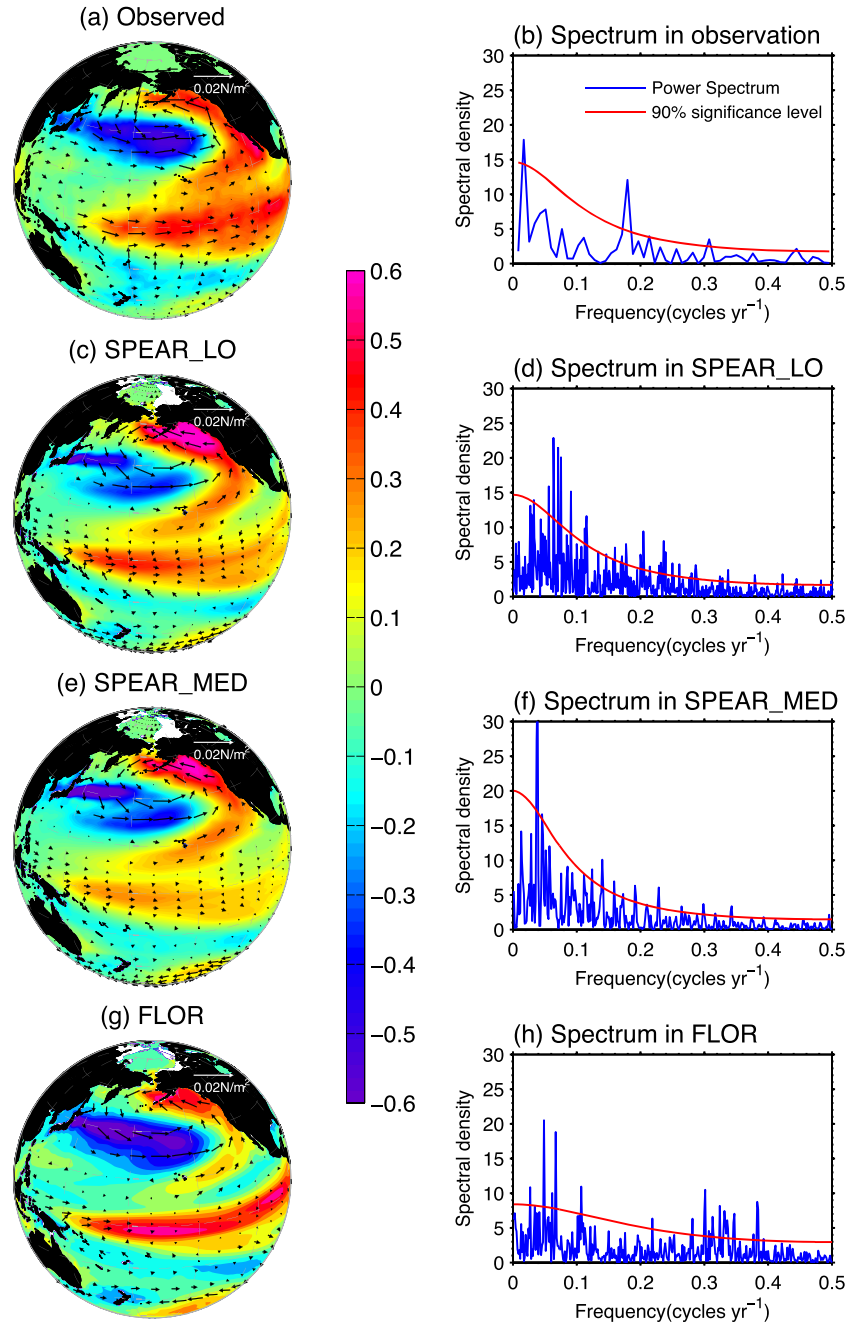 (a) Observed
0.02N/m²
(b) Spectrum in observation
30
25
20
15
10
5
0
Spectral density
Power Spectrum
90% significance level
0 0.1 0.2 0.3 0.4 0.5
Frequency(cycles yr⁻¹)
(c) SPEAR_LO
0.02N/m²
0.6
0.5
0.4
0.3
0.2
0.1
0
−0.1
−0.2
−0.3
−0.4
−0.5
−0.6
(d) Spectrum in SPEAR_LO
30
25
20
15
10
5
0
Spectral density
0 0.1 0.2 0.3 0.4 0.5
Frequency(cycles yr⁻¹)
(e) SPEAR_MED
0.02N/m²
(f) Spectrum in SPEAR_MED
30
25
20
15
10
5
0
Spectral density
0 0.1 0.2 0.3 0.4 0.5
Frequency(cycles yr⁻¹)
(g) FLOR
0.02N/m²
(h) Spectrum in FLOR
30
25
20
15
10
5
0
Spectral density
0 0.1 0.2 0.3 0.4 0.5
Frequency(cycles yr⁻¹)